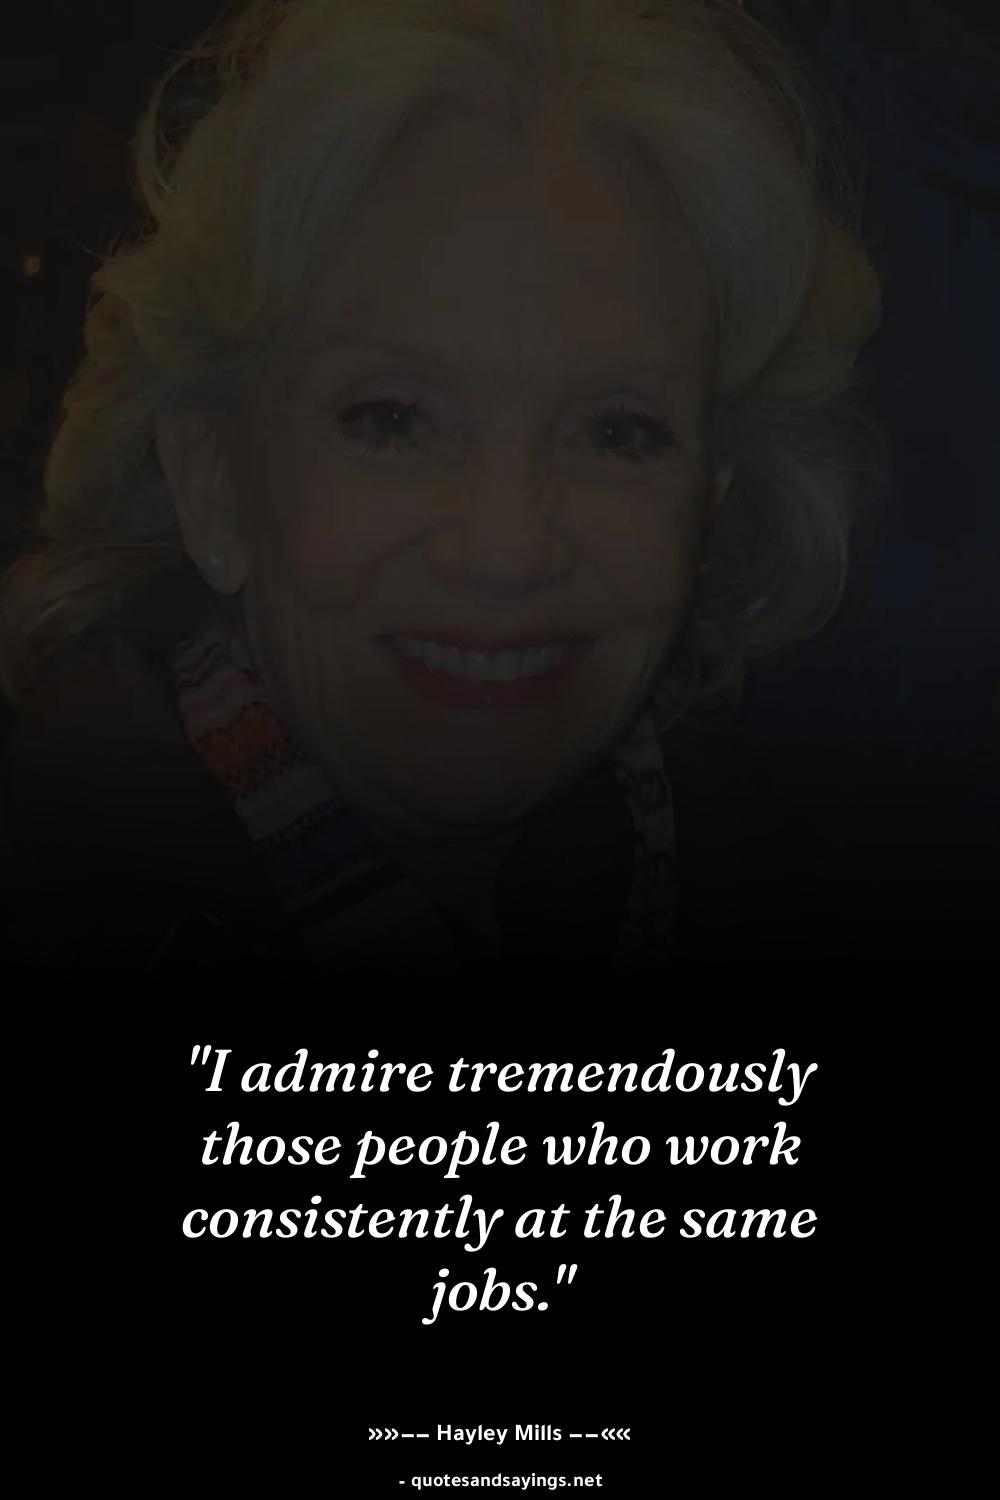 "I admire tremendously
those people who work
consistently at the same
jobs."
»»−− Hayley Mills −−««
- quotesandsayings.net